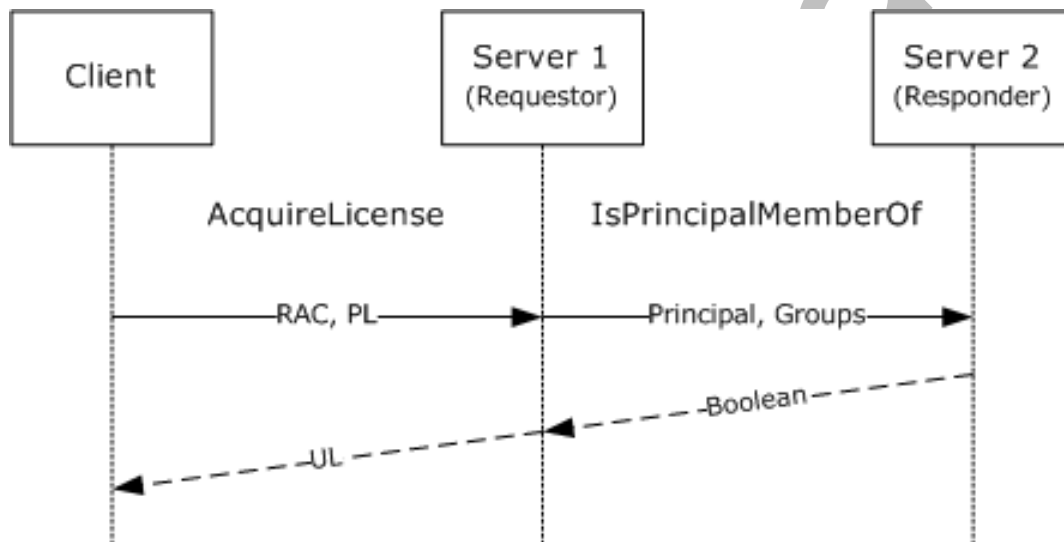 Client
Server 1
(Requestor)
Server 2
(Responder)
AcquireLicense
IsPrincipalMemberOf
RAC, PL
Principal, Groups
Boolean
UL